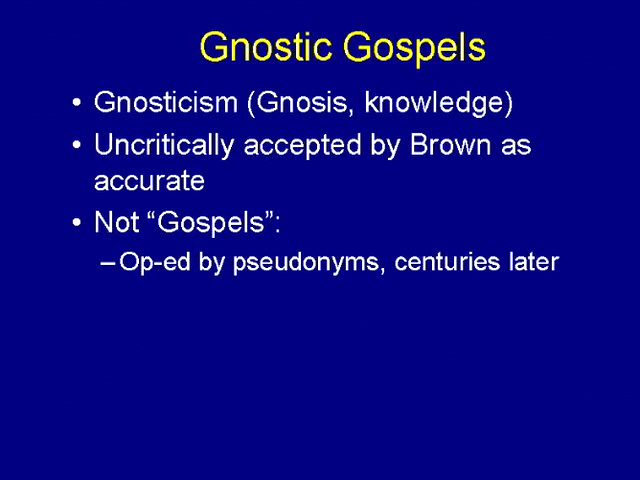 Gnostic Gospels
• Gnosticism (Gnosis, knowledge)
• Uncritically accepted by Brown as
accurate
• Not “Gospels”:
– Op-ed by pseudonyms, centuries later